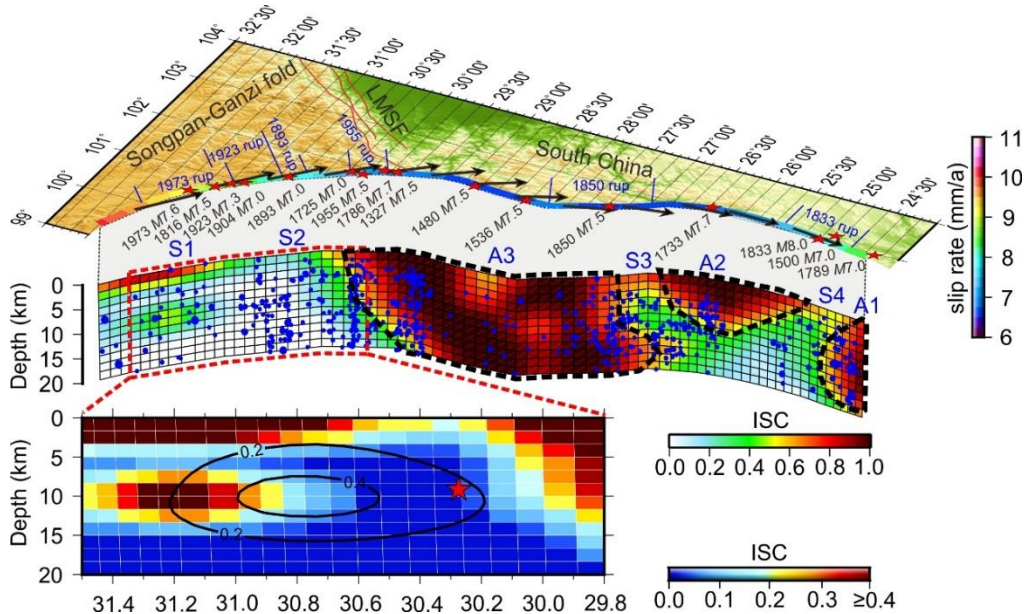 104°
32°30'
32°00'
31°30'
31°00'
30°30'
30°00'
29°30'
29°00'
28°30'
28°00'
27°30'
27°00'
26°30'
25°30'
25°00'
103°
102°
101°
100°
99°
Songpan-Ganzi fold
LMSF
South China
1973 rup
1923 rup
1893 rup
1955 rup
1850 rup
1833 rup
1973 M7.6
1816 M7.5
1923 M7.3
1904 M7.0
1893 M7.0
1725 M7.0
1955 M7.5
1786 M7.7
1327 M7.5
1480 M7.5
1536 M7.5
1850 M7.5
1733 M7.7
1833 M8.0
1500 M7.0
1789 M7.0
slip rate (mm/a)
11
10
9
8
7
6
S1
S2
A3
S3
A2
S4
A1
Depth (km)
0
5
10
15
20
ISC
0.0 0.2 0.4 0.6 0.8 1.0
Depth (km)
0
5
10
15
20
0.2
0.4
0.2
31.4 31.2 31.0 30.8 30.6 30.4 30.2 30.0 29.8
ISC
0.0 0.1 0.2 0.3 ≥0.4